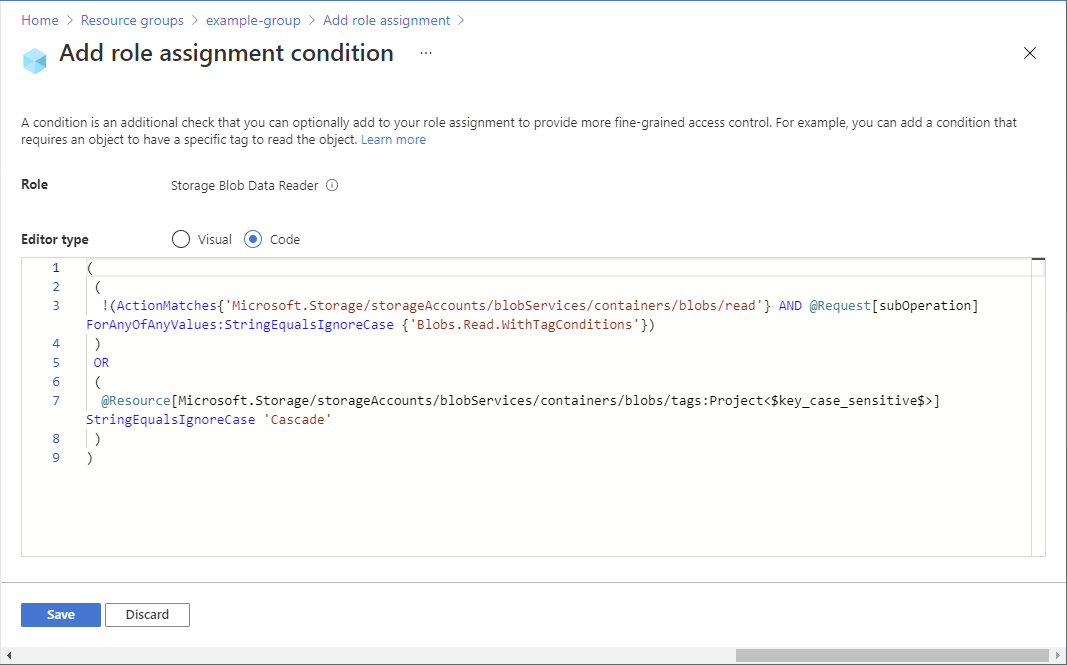 Home > Resource groups > example-group > Add role assignment >
Add role assignment condition ...
A condition is an additional check that you can optionally add to your role assignment to provide more fine-grained access control. For example, you can add a condition that
requires an object to have a specific tag to read the object. Learn more
Role Storage Blob Data Reader
Editor type Visual Code
1 (
2 (
3 !(ActionMatches{'Microsoft.Storage/storageAccounts/blobServices/containers/blobs/read'} AND @Request[subOperation]
ForAnyOfAnyValues:StringEqualsIgnoreCase {'Blobs.Read.WithTagConditions'})
4 )
5 OR
6 (
7 @Resource[Microsoft.Storage/storageAccounts/blobServices/containers/blobs/tags:Project<$key_case_sensitive$>]
StringEqualsIgnoreCase 'Cascade'
8 )
9 )
Save Discard